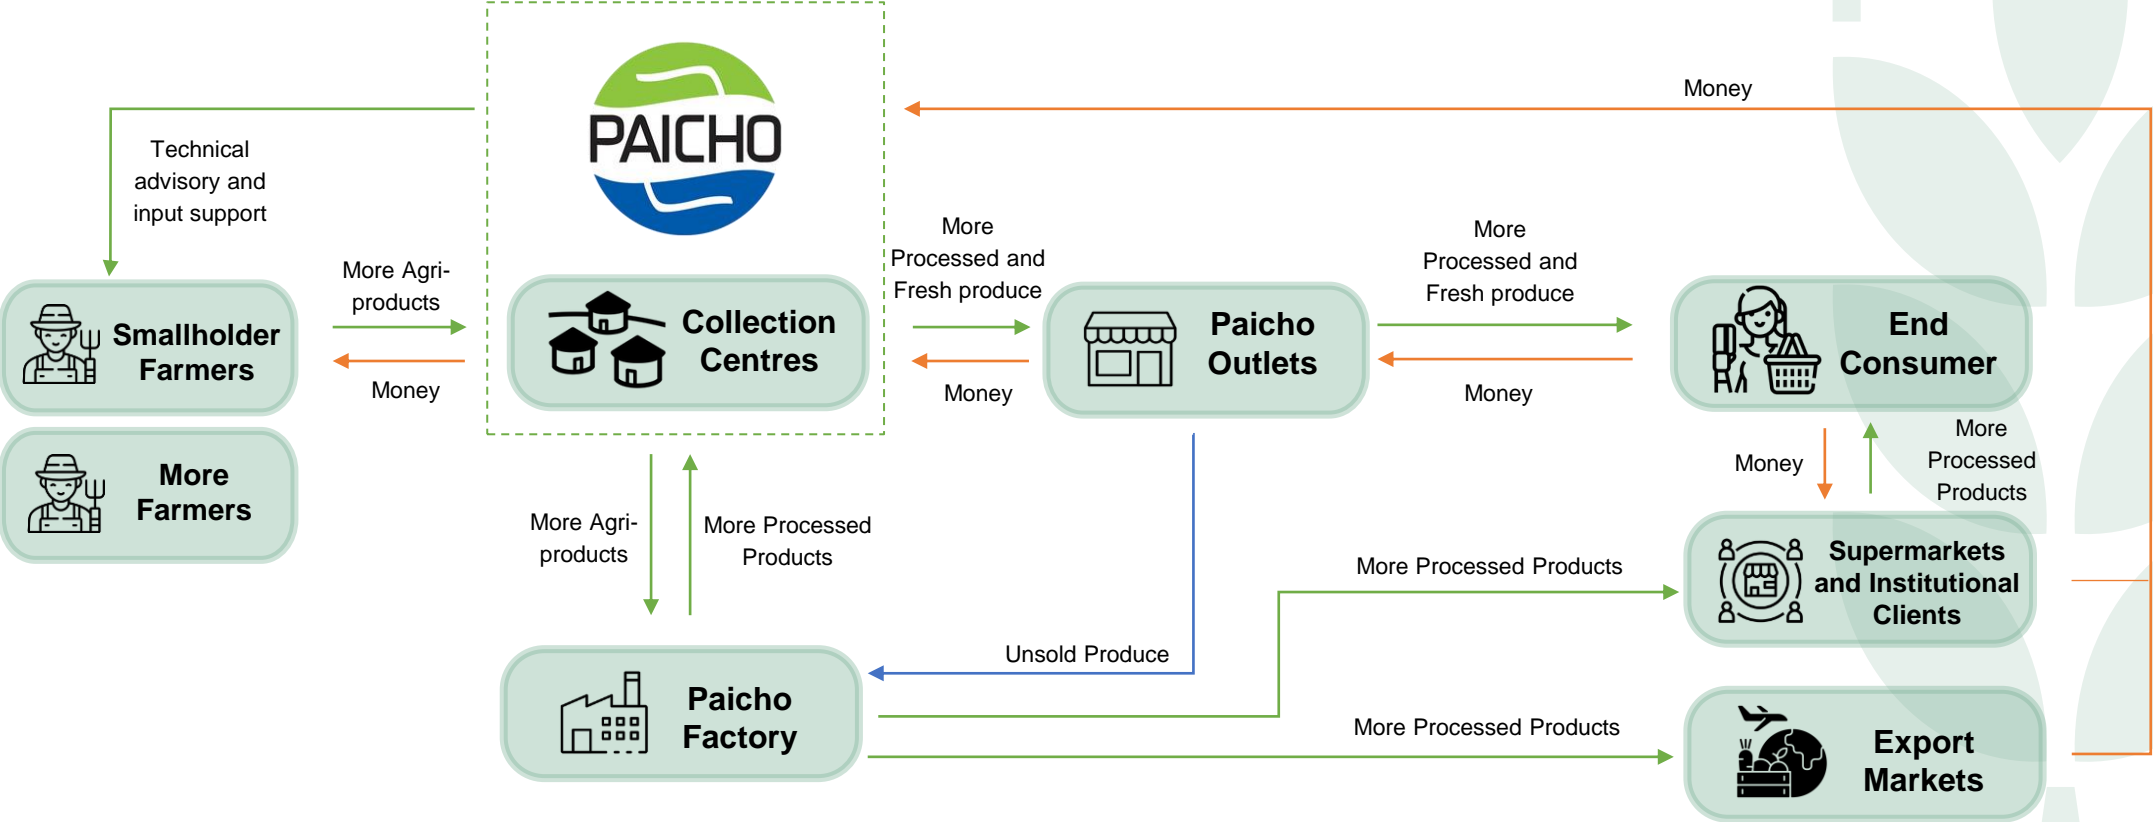 PAICHO
Money
Technical
advisory and
input support
More Agri-
products
Money
Smallholder
Farmers
More
Farmers
Collection
Centres
More
Processed and
Fresh produce
Money
Paicho
Outlets
More
Processed and
Fresh produce
Money
End
Consumer
Money
More
Processed
Products
More Agri-
products
More Processed
Products
More Processed Products
Supermarkets
and Institutional
Clients
Unsold Produce
Paicho
Factory
More Processed Products
Export
Markets